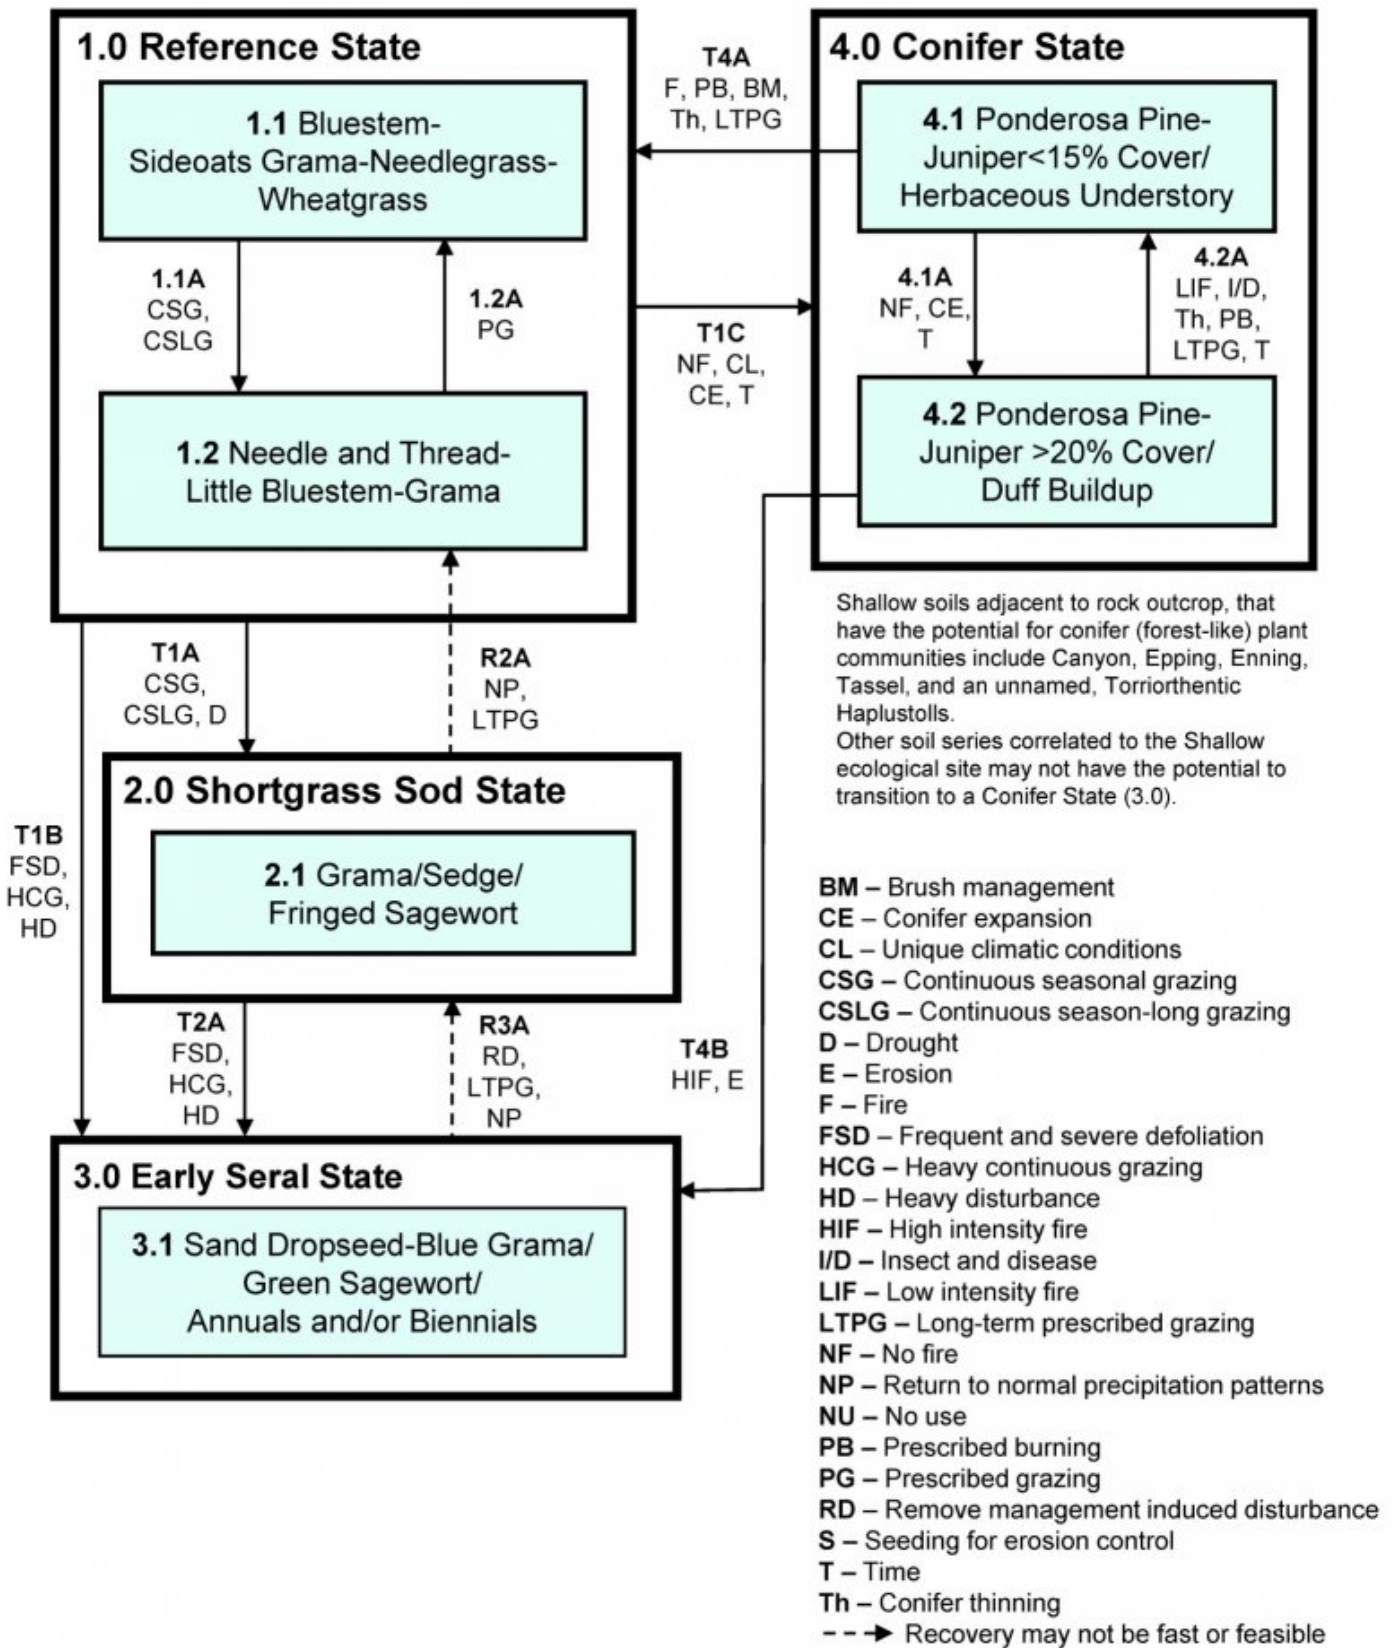 1.0 Reference State
1.1 Bluestem-
Sideoats Grama-Needlegrass-
Wheatgrass
1.1A
CSG,
CSLG
1.2A
PG
1.2 Needle and Thread-
Little Bluestem-Grama
T4A
F, PB, BM,
Th, LTPG
T1C
NF, CL,
CE, T
4.0 Conifer State
4.1 Ponderosa Pine-
Juniper<15% Cover/
Herbaceous Understory
4.1A
NF, CE,
T
4.2A
LIF, I/D,
Th, PB,
LTPG, T
4.2 Ponderosa Pine-
Juniper >20% Cover/
Duff Buildup
Shallow soils adjacent to rock outcrop, that
have the potential for conifer (forest-like) plant
communities include Canyon, Epping, Enning,
Tassel, and an unnamed, Torriorthentic
Haplustolls.
Other soil series correlated to the Shallow
ecological site may not have the potential to
transition to a Conifer State (3.0).
T1A
CSG,
CSLG, D
R2A
NP,
LTPG
T1B
FSD,
HCG,
HD
2.0 Shortgrass Sod State
2.1 Grama/Sedge/
Fringed Sagewort
T2A
FSD,
HCG,
HD
R3A
RD,
LTPG,
NP
T4B
HIF, E
3.0 Early Seral State
3.1 Sand Dropseed-Blue Grama/
Green Sagewort/
Annuals and/or Biennials
BM – Brush management
CE – Conifer expansion
CL – Unique climatic conditions
CSG – Continuous seasonal grazing
CSLG – Continuous season-long grazing
D – Drought
E – Erosion
F – Fire
FSD – Frequent and severe defoliation
HCG – Heavy continuous grazing
HD – Heavy disturbance
HIF – High intensity fire
I/D – Insect and disease
LIF – Low intensity fire
LTPG – Long-term prescribed grazing
NF – No fire
NP – Return to normal precipitation patterns
NU – No use
PB – Prescribed burning
PG – Prescribed grazing
RD – Remove management induced disturbance
S – Seeding for erosion control
T – Time
Th – Conifer thinning
Recovery may not be fast or feasible